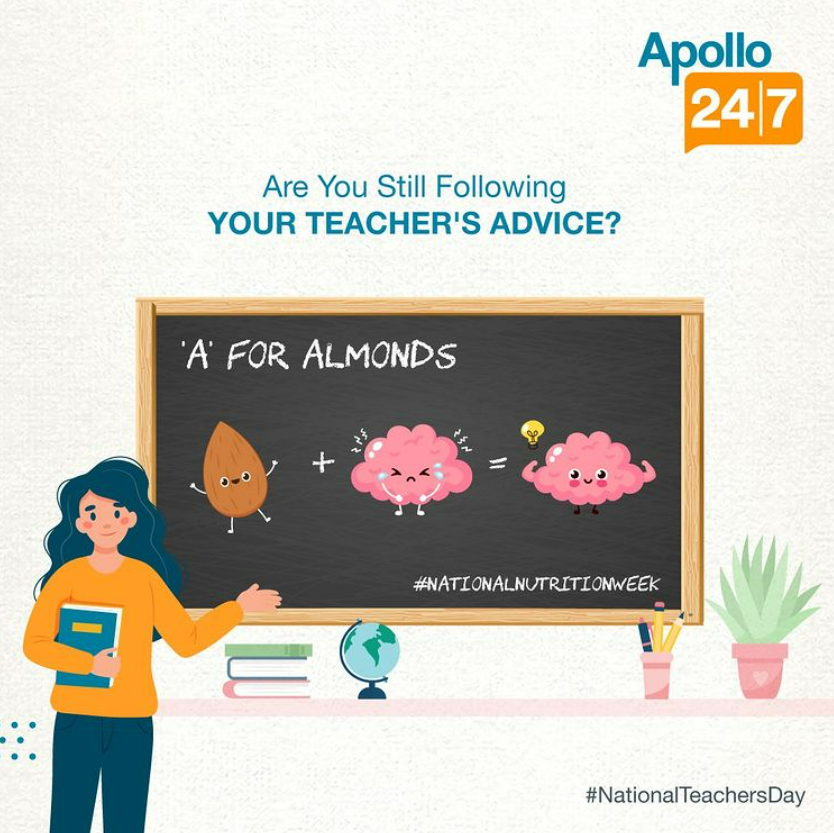 Apollo
24|7
Are You Still Following
YOUR TEACHER'S ADVICE?
'A' FOR ALMONDS
+ =
#NATIONALNUTRITIONWEEK
#NationalTeachersDay